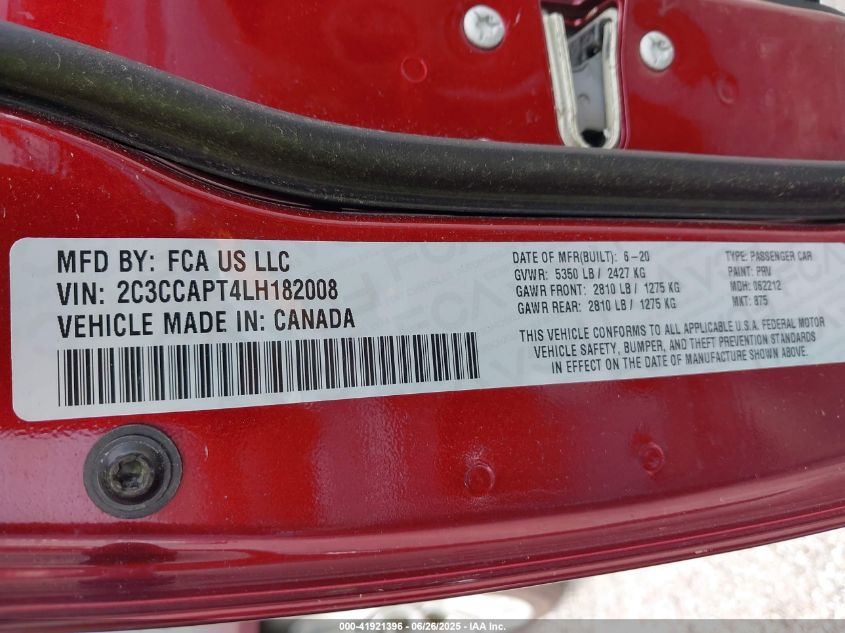 MFD BY: FCA US LLC
VIN: 2C3CCAPT4LH182008
VEHICLE MADE IN: CANADA
DATE OF MFR(BUILT): 6-20
GVWR: 5350 LB / 2427 KG
GAWR FRONT: 2810 LB / 1275 KG
GAWR REAR: 2810 LB / 1275 KG
TYPE: PASSENGER CAR
PAINT: PRV
MDH: 062212
MKT: 875
THIS VEHICLE CONFORMS TO ALL APPLICABLE U.S.A. FEDERAL MOTOR
VEHICLE SAFETY, BUMPER, AND THEFT PREVENTION STANDARDS
IN EFFECT ON THE DATE OF MANUFACTURE SHOWN ABOVE.
000-41921396 - 06/26/2025 - IAA Inc.